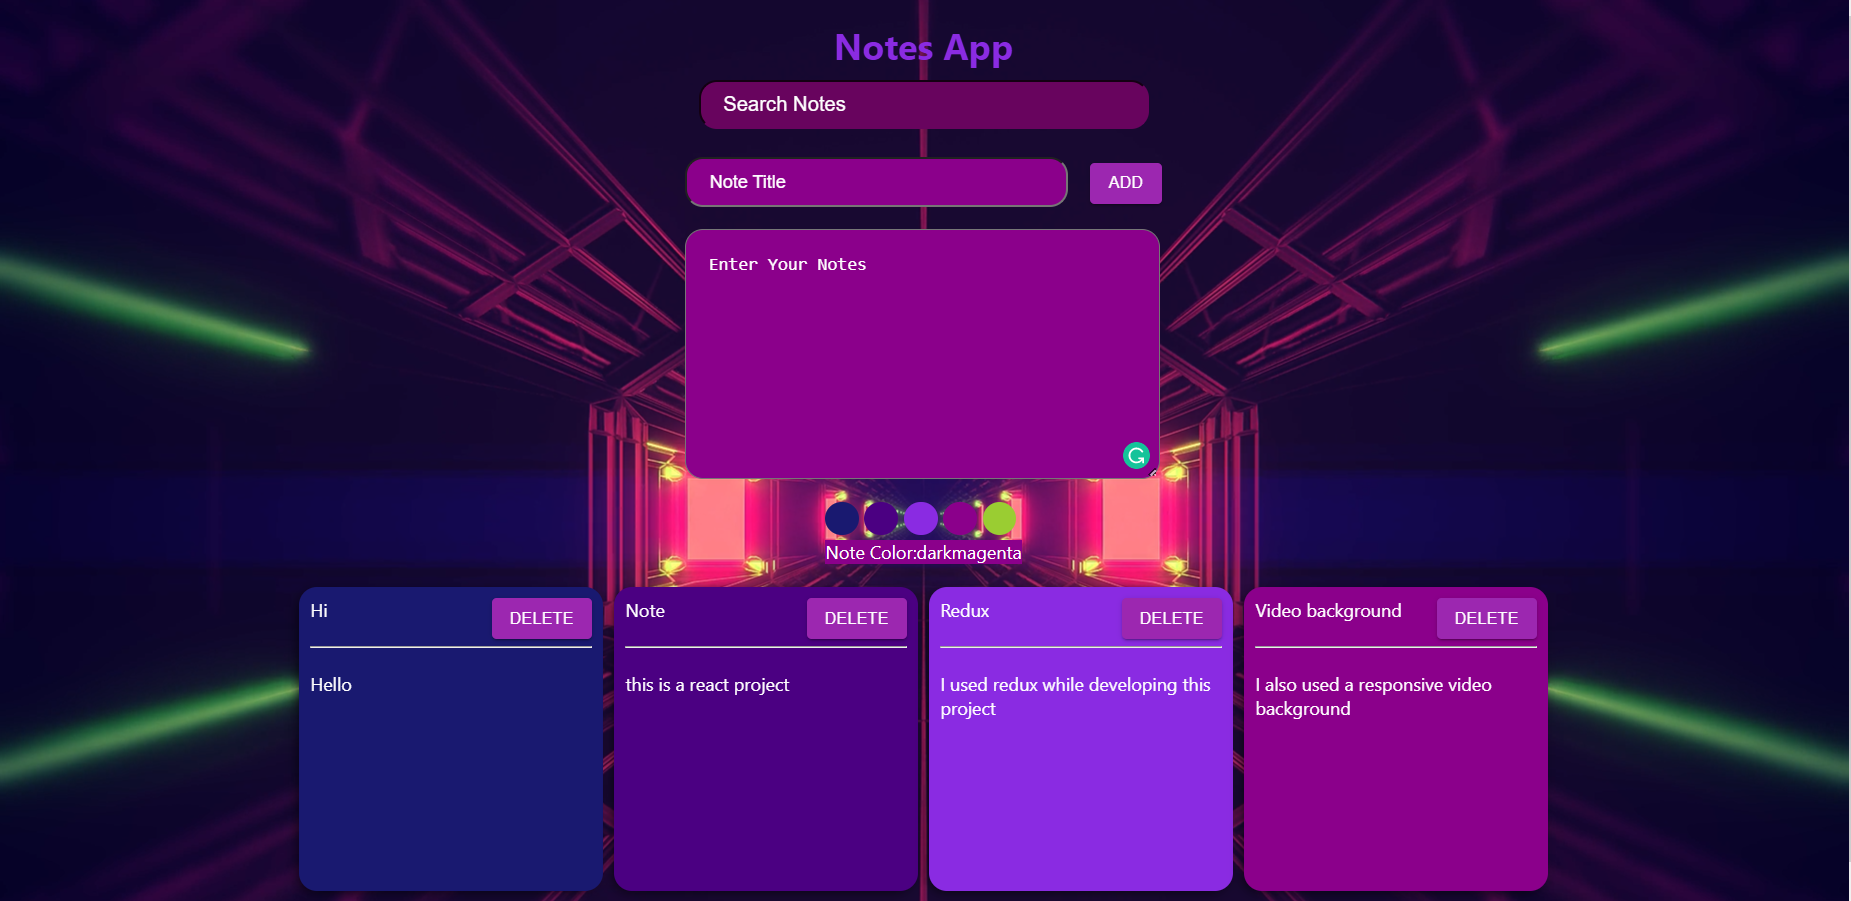 Notes App
Search Notes
Note Title
ADD
Enter Your Notes
Note Color:darkmagenta
Hi
DELETE
Hello
Note
DELETE
this is a react project
Redux
DELETE
I used redux while developing this
project
Video background
DELETE
I also used a responsive video
background